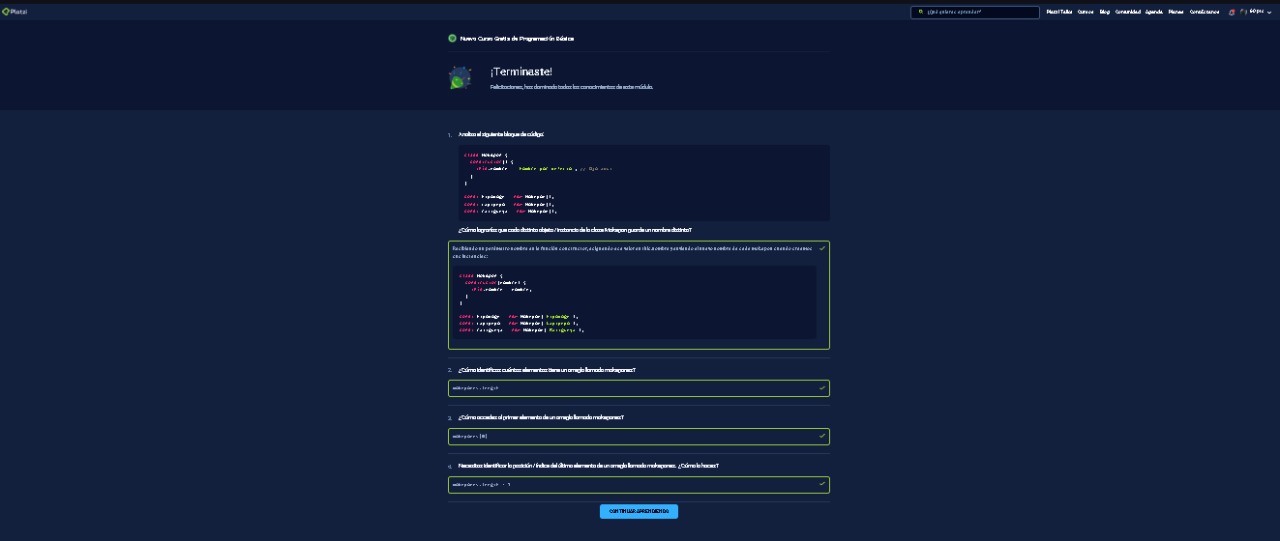 Platzi
¿Qué quieres aprender?
Platzi Talks Cursos Blog Comunidad Agenda Planes Conócenos
Nuevo Curso Gratis de Programación Básica
¡Terminaste!
Felicitaciones, haz dominado todos los conocimientos de este módulo.
1. Analiza el siguiente bloque de código:
class Mokepon {
constructor() {
this.nombre = "Nombre por defecto"; // Ojo acá
}
}
const hipodoge = new Mokepon();
const capipepo = new Mokepon();
const ratigueya = new Mokepon();
¿Cómo lograrías que cada distinto objeto / instancia de la clase Mokepon guarde un nombre distinto?
Recibiendo un parámetro nombre en la función constructor, asignando ese valor en this.nombre y enviando el nuevo nombre de cada mokepon cuando creamos
class Mokepon {
constructor(nombre) {
this.nombre = nombre;
}
}
const hipodoge = new Mokepon("Hipodoge");
const capipepo = new Mokepon("Capipepo");
const ratigueya = new Mokepon("Ratigueya");
2. ¿Cómo identificas cuántos elementos tiene un arreglo llamado mokepones?
mokepones.length
3. ¿Cómo accedes al primer elemento de un arreglo llamado mokepones?
mokepones[0]
4. Necesitas identificar la posición / índice del último elemento de un arreglo llamado mokepones. ¿Cómo lo haces?
mokepones.length - 1
CONTINUAR APRENDIENDO